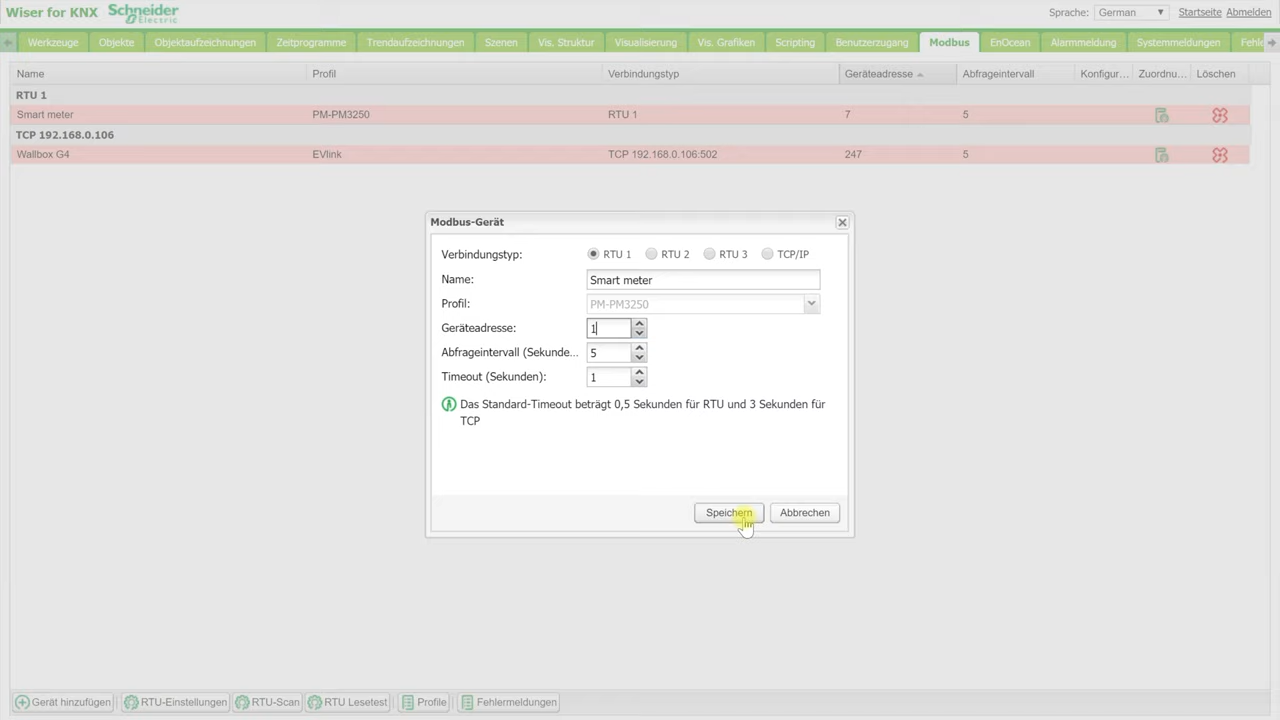 Wiser for KNX Schneider Electric Sprache: German Startseite Abmelden
Werkzeuge Objekte Objektaufzeichnungen Zeitprogramme Trendaufzeichnungen Szenen Vis. Struktur Visualisierung Vis. Grafiken Scripting Benutzerzugang Modbus EnOcean Alarmmeldung Systemmeldungen Fehle
Name Profil Verbindungstyp Geräteadresse Abfrageintervall Konfigur... Zuordnu... Löschen
RTU 1
Smart meter PM-PM3250 RTU 1 7 5
TCP 192.168.0.106
Wallbox G4 EVlink TCP 192.168.0.106:502 247 5
Modbus-Gerät
Verbindungstyp: RTU 1 RTU 2 RTU 3 TCP/IP
Name: Smart meter
Profil: PM-PM3250
Geräteadresse: 1
Abfrageintervall (Sekunde... 5
Timeout (Sekunden): 1
Das Standard-Timeout beträgt 0,5 Sekunden für RTU und 3 Sekunden für
TCP
Speichern Abbrechen
Gerät hinzufügen RTU-Einstellungen RTU-Scan RTU Lesetest Profile Fehlermeldungen